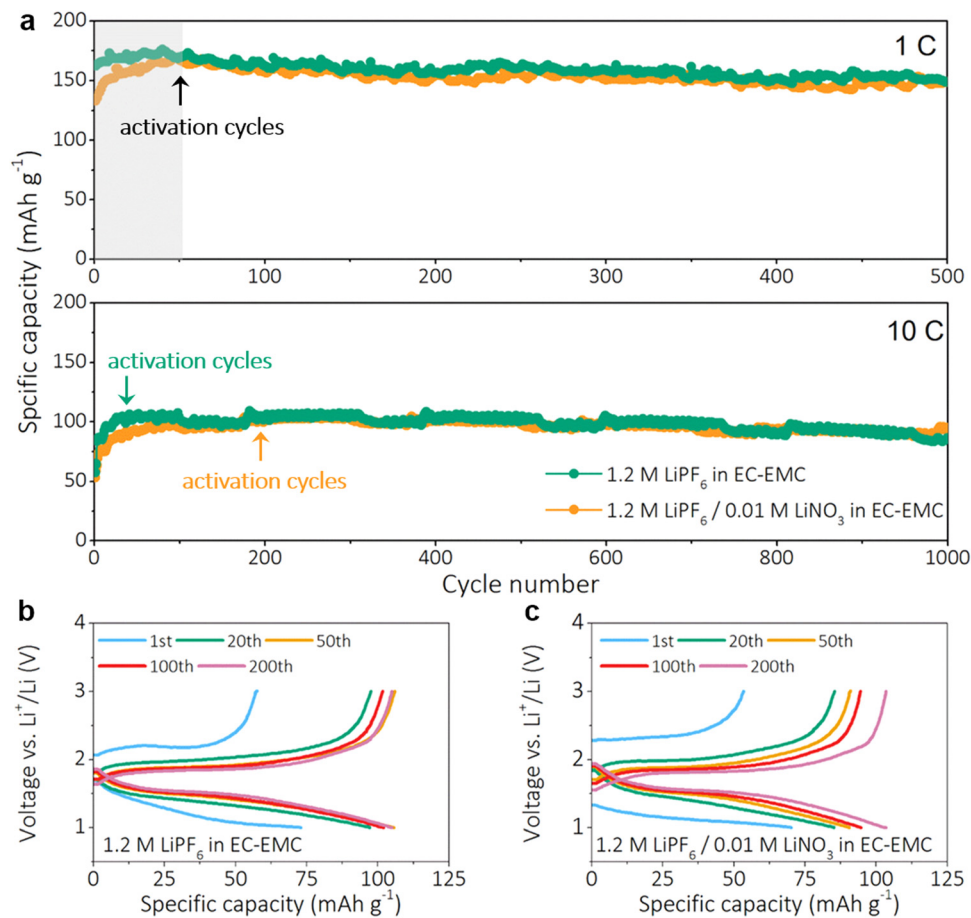 a
200
150
100
50
0
1 C
activation cycles
0
100
200
300
400
500
Spcific capacity (mAh g⁻¹)
200
150
100
50
0
10 C
activation cycles
activation cycles
1.2 M LiPF₆ in EC-EMC
1.2 M LiPF₆ / 0.01 M LiNO₃ in EC-EMC
0
200
400
600
800
1000
Cycle number
b
1st 20th 50th
100th 200th
4
3
2
1
Voltage vs. Li⁺/Li (V)
1.2 M LiPF₆ in EC-EMC
0 25 50 75 100 125
Specific capacity (mAh g⁻¹)
c
1st 20th 50th
100th 200th
4
3
2
1
Voltage vs. Li⁺/Li (V)
1.2 M LiPF₆ / 0.01 M LiNO₃ in EC-EMC
0 25 50 75 100 125
Specific capacity (mAh g⁻¹)